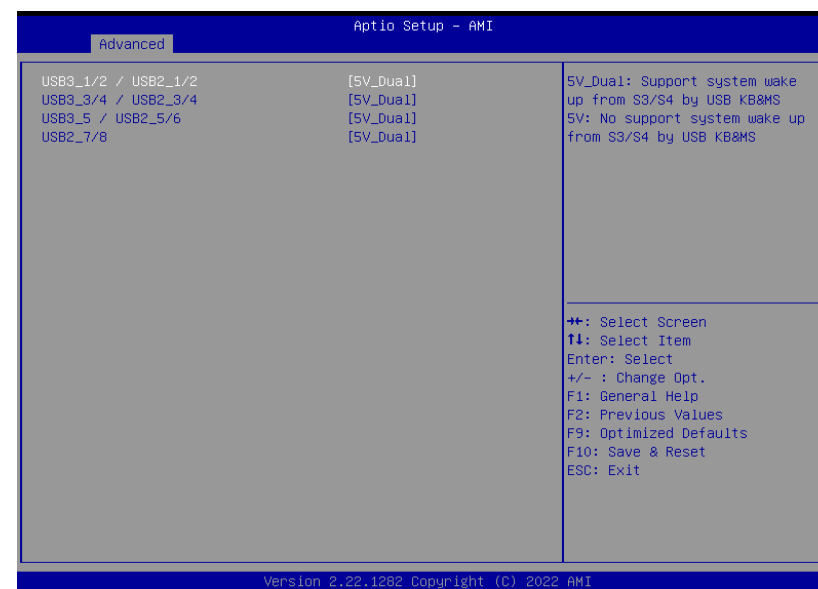 Aptio Setup – AMI
Advanced
USB3_1/2 / USB2_1/2 [5V_Dual]
USB3_3/4 / USB2_3/4 [5V_Dual]
USB3_5 / USB2_5/6 [5V_Dual]
USB2_7/8 [5V_Dual]
5V_Dual: Support system wake
up from S3/S4 by USB KB&MS
5V: No support system wake up
from S3/S4 by USB KB&MS
→←: Select Screen
↑↓: Select Item
Enter: Select
+/- : Change Opt.
F1: General Help
F2: Previous Values
F9: Optimized Defaults
F10: Save & Reset
ESC: Exit
Version 2.22.1282 Copyright (C) 2022 AMI